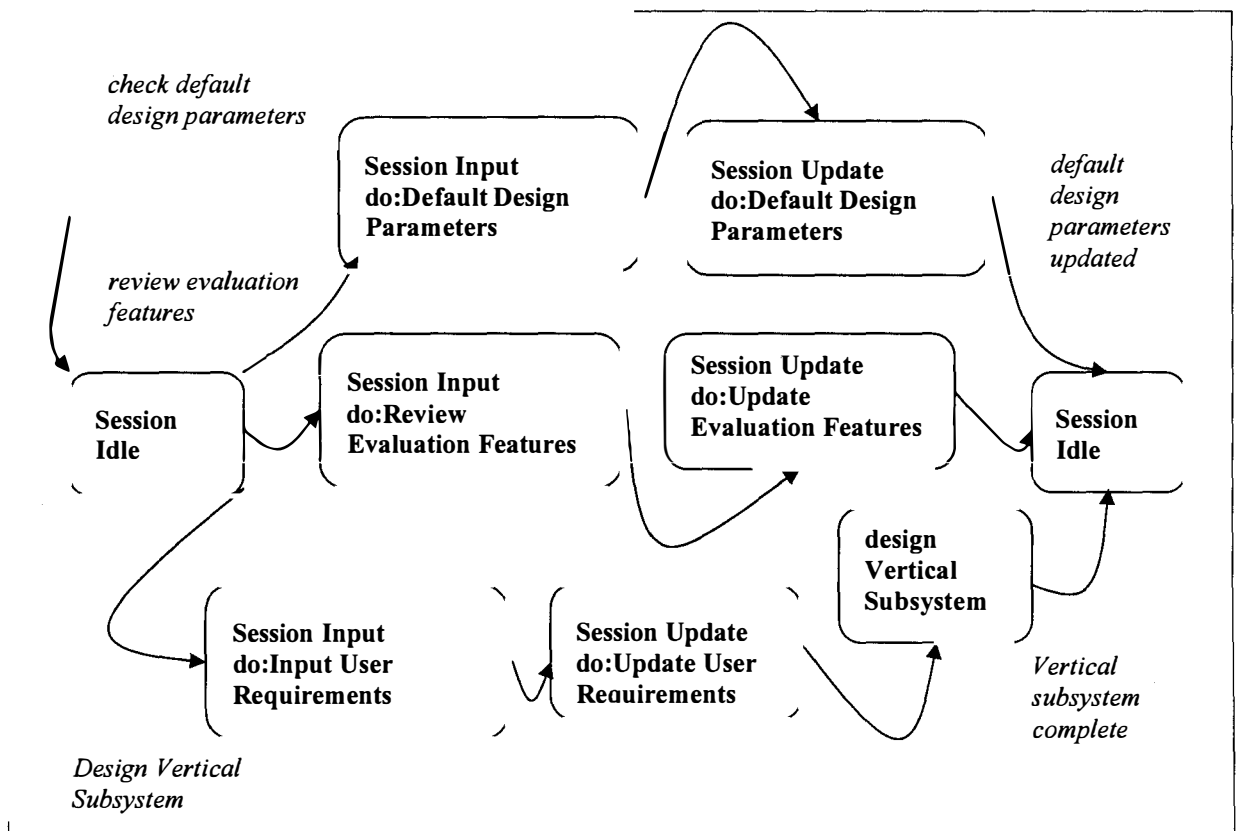 check default
design parameters
Session Input
do:Default Design
Parameters
Session Update
do:Default Design
Parameters
default
design
parameters
updated
review evaluation
features
Session
Idle
Session Input
do:Review
Evaluation Features
Session Update
do:Update
Evaluation Features
Session
Idle
design
Vertical
Subsystem
Session Input
do:Input User
Requirements
Session Update
do:Update User
Requirements
Vertical
subsystem
complete
Design Vertical
Subsystem